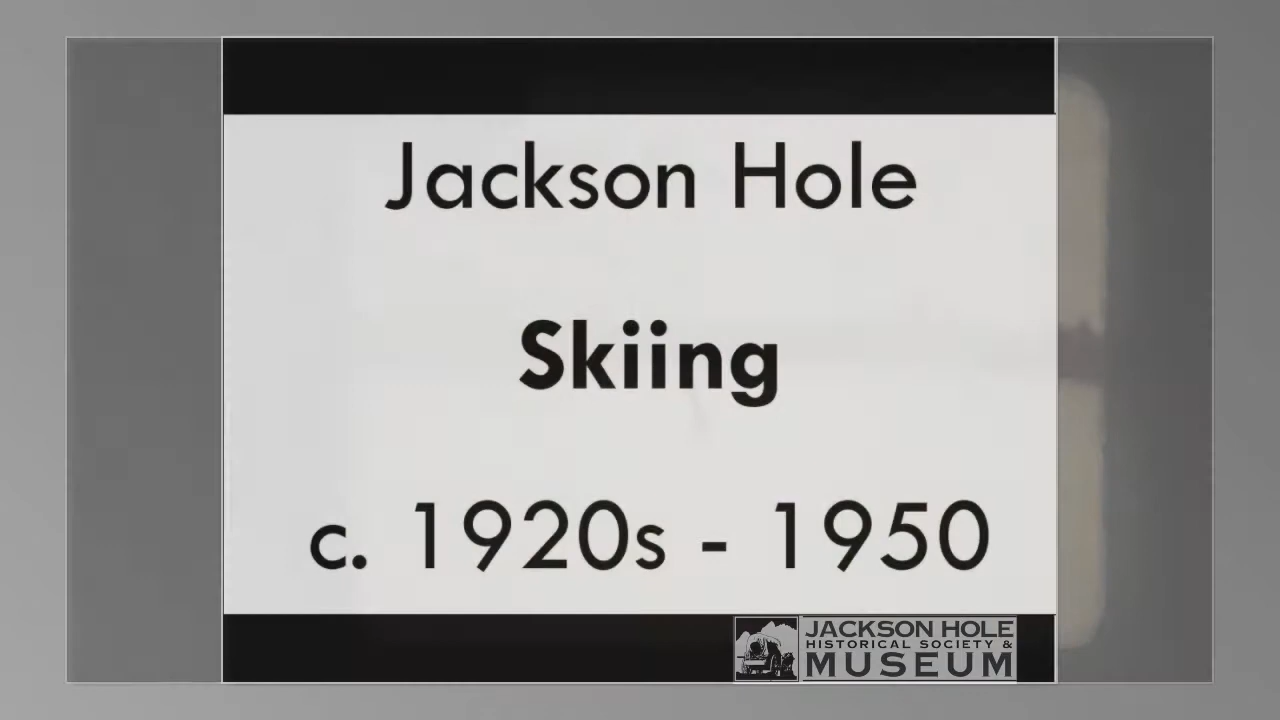 Jackson Hole
Skiing
c. 1920s - 1950
JACKSON HOLE
HISTORICAL SOCIETY &
MUSEUM